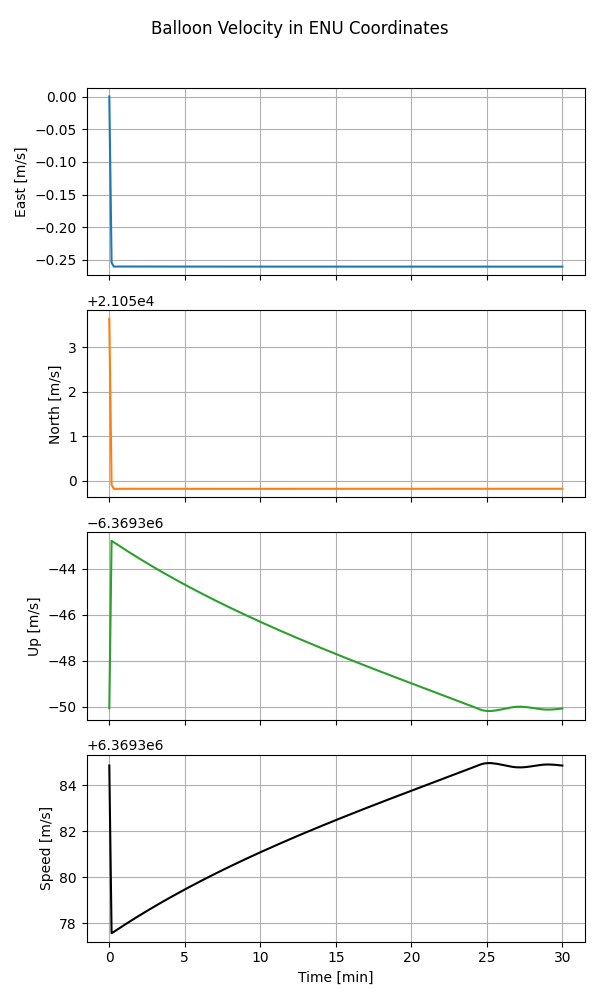 Balloon Velocity in ENU Coordinates
0.00
−0.05
−0.10
−0.15
−0.20
−0.25
East [m/s]
+2.105e4
3
2
1
0
North [m/s]
−6.3693e6
−44
−46
−48
−50
Up [m/s]
+6.3693e6
84
82
80
78
Speed [m/s]
0 5 10 15 20 25 30
Time [min]